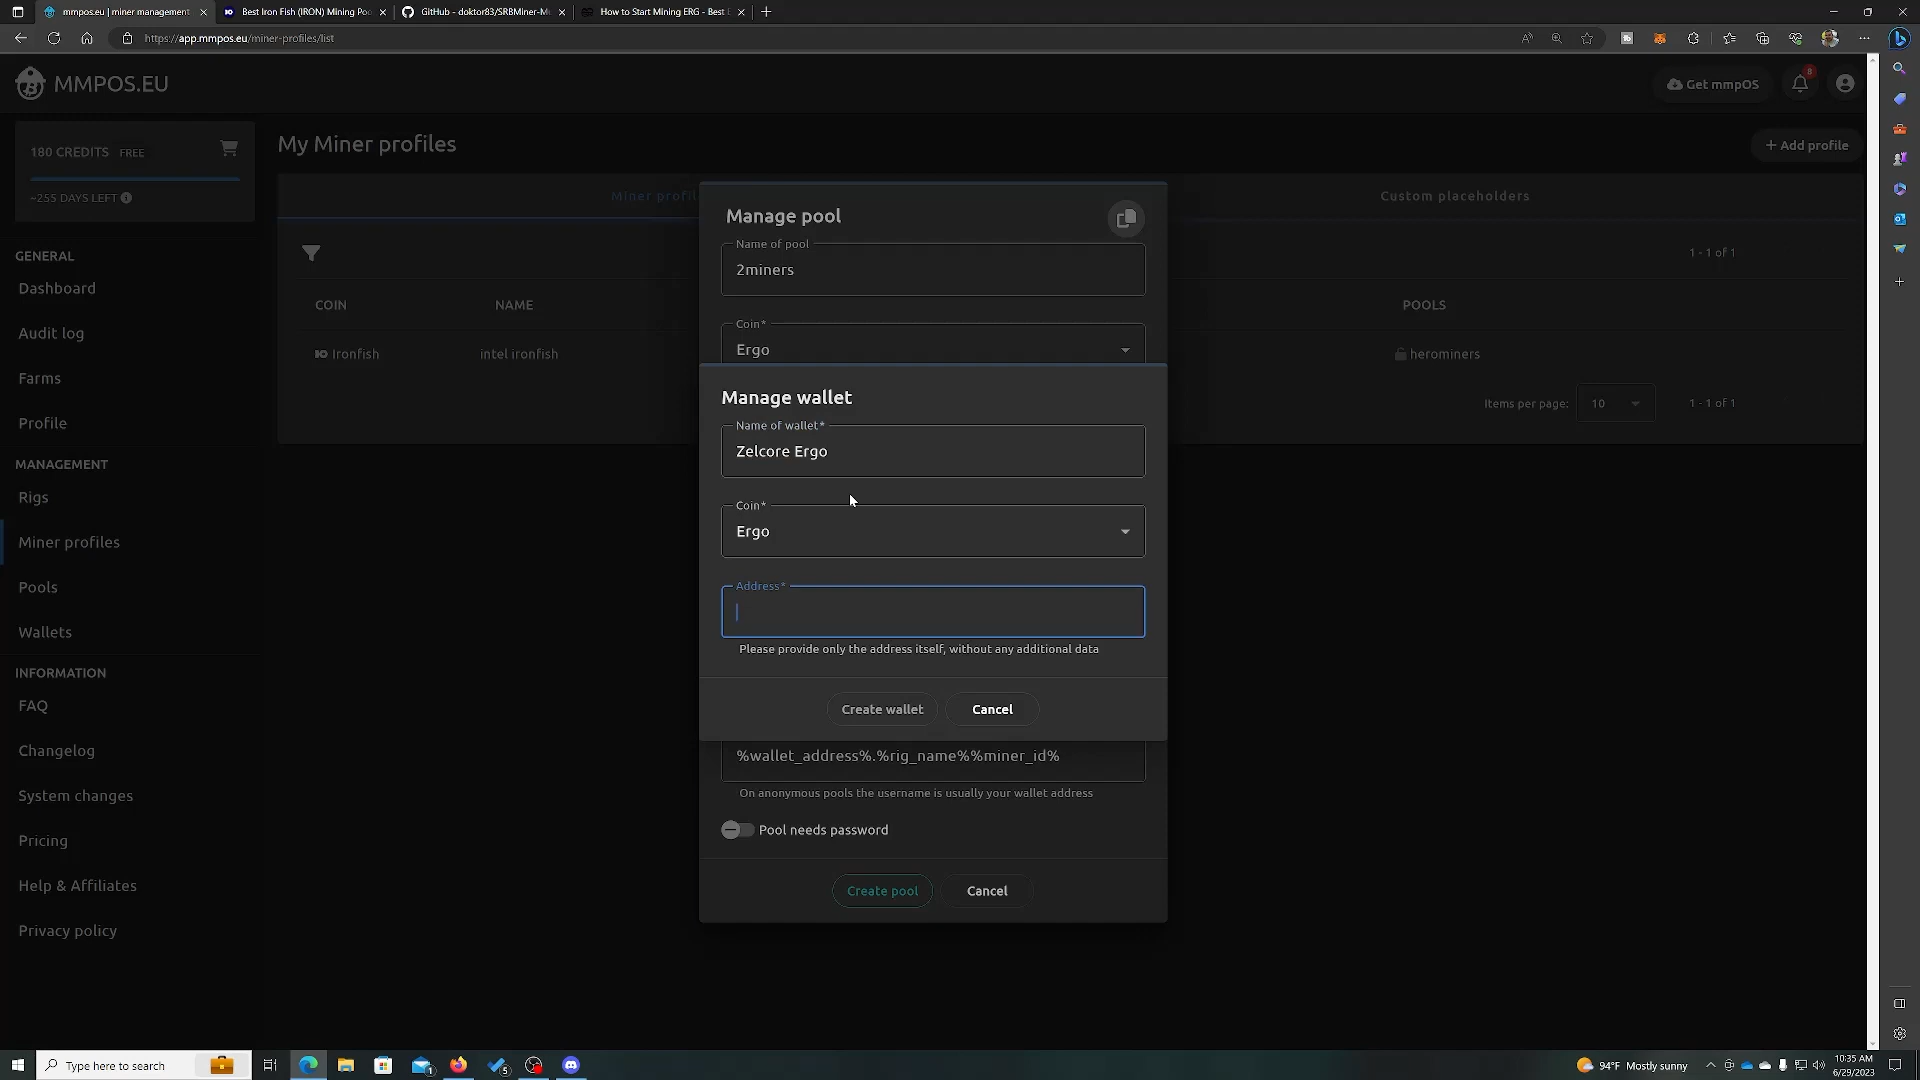 mmpos.eu | miner management
Best Iron Fish (IRON) Mining Poo
GitHub - doktor83/SRBMiner-Mu
How to Start Mining ERG - Best E
https://app.mmpos.eu/miner-profiles/list
MMPOS.EU
Get mmpOS
8
180 CREDITS FREE
~255 DAYS LEFT
My Miner profiles
+ Add profile
Miner profil
Custom placeholders
1 - 1 of 1
COIN
NAME
POOLS
Ironfish
intel ironfish
herominers
Items per page:
10
1 - 1 of 1
GENERAL
Dashboard
Audit log
Farms
Profile
MANAGEMENT
Rigs
Miner profiles
Pools
Wallets
INFORMATION
FAQ
Changelog
System changes
Pricing
Help & Affiliates
Privacy policy
Manage pool
Name of pool
2miners
Coin*
Ergo
Manage wallet
Name of wallet*
Zelcore Ergo
Coin*
Ergo
Address*
Please provide only the address itself, without any additional data
Create wallet
Cancel
%wallet_address%.%rig_name%%miner_id%
On anonymous pools the username is usually your wallet address
Pool needs password
Create pool
Cancel
Type here to search
1
5
94°F Mostly sunny
10:35 AM
6/29/2023